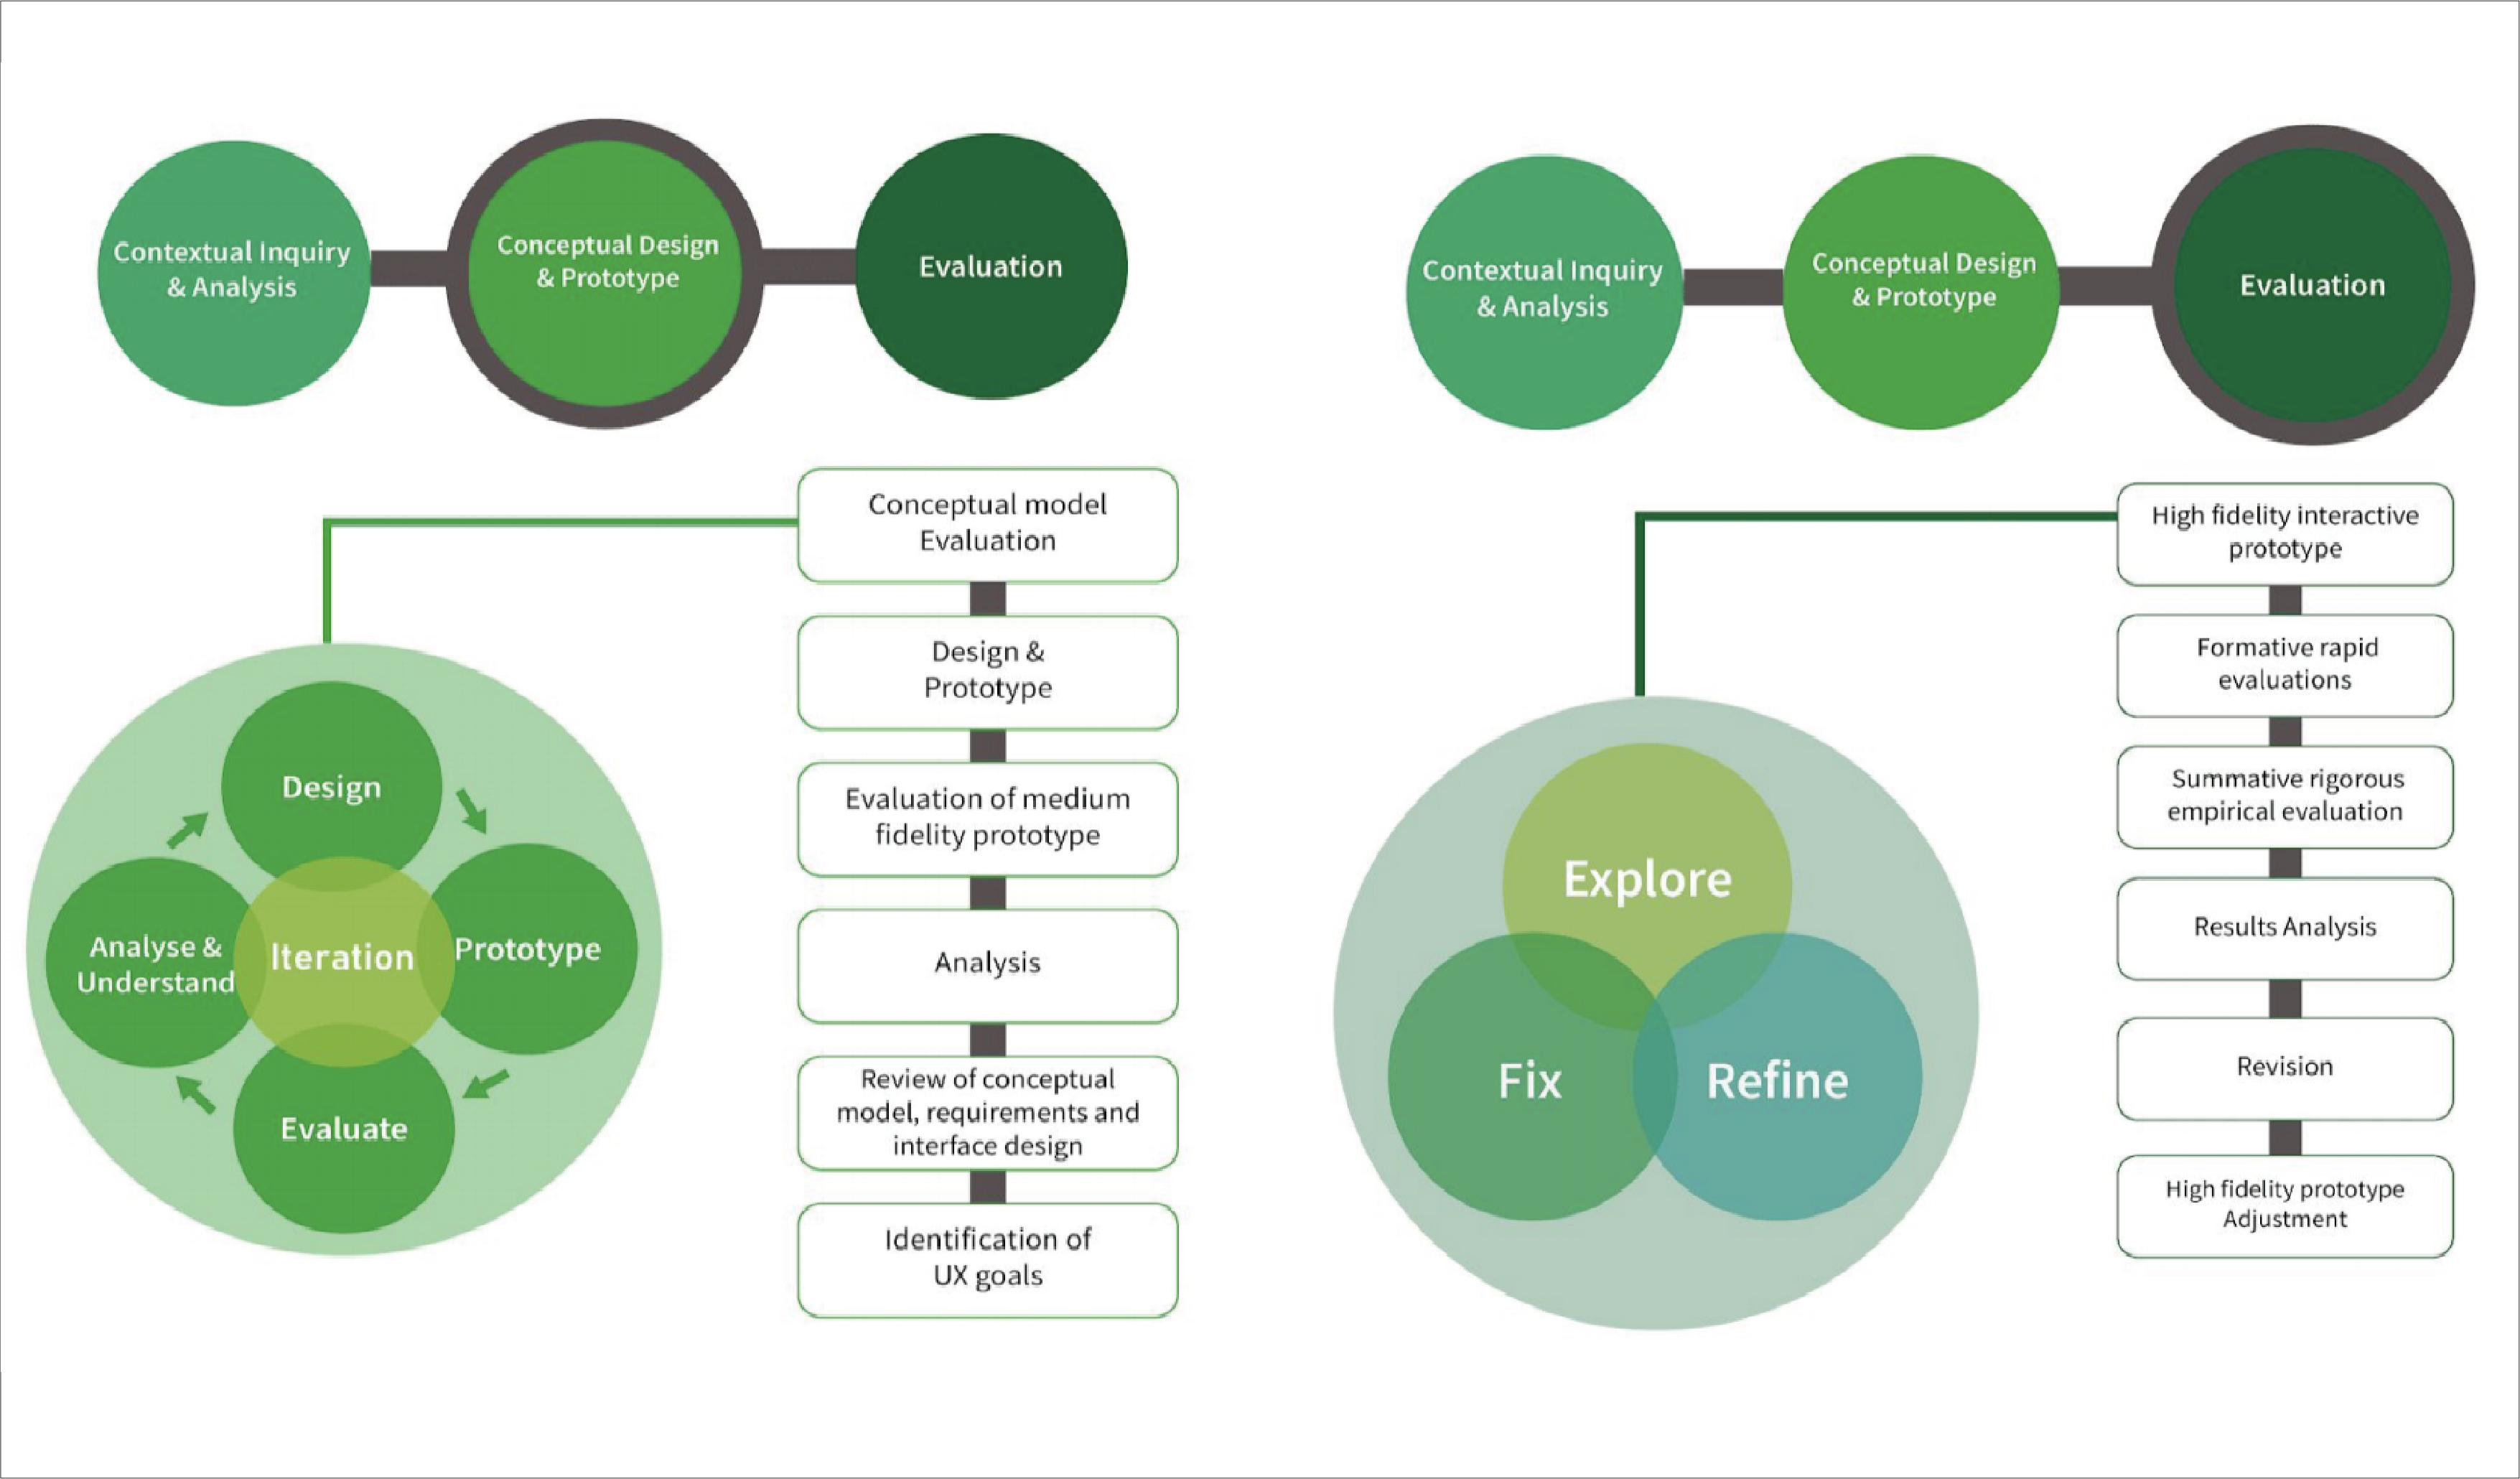 Contextual Inquiry
& Analysis
Conceptual Design
& Prototype
Evaluation
Conceptual model
Evaluation
Design &
Prototype
Evaluation of medium
fidelity prototype
Analysis
Review of conceptual
model, requirements and
interface design
Identification of
UX goals
Design
Analyse &
Understand
Iteration
Prototype
Evaluate
Contextual Inquiry
& Analysis
Conceptual Design
& Prototype
Evaluation
High fidelity interactive
prototype
Formative rapid
evaluations
Summative rigorous
empirical evaluation
Results Analysis
Revision
High fidelity prototype
Adjustment
Explore
Fix
Refine